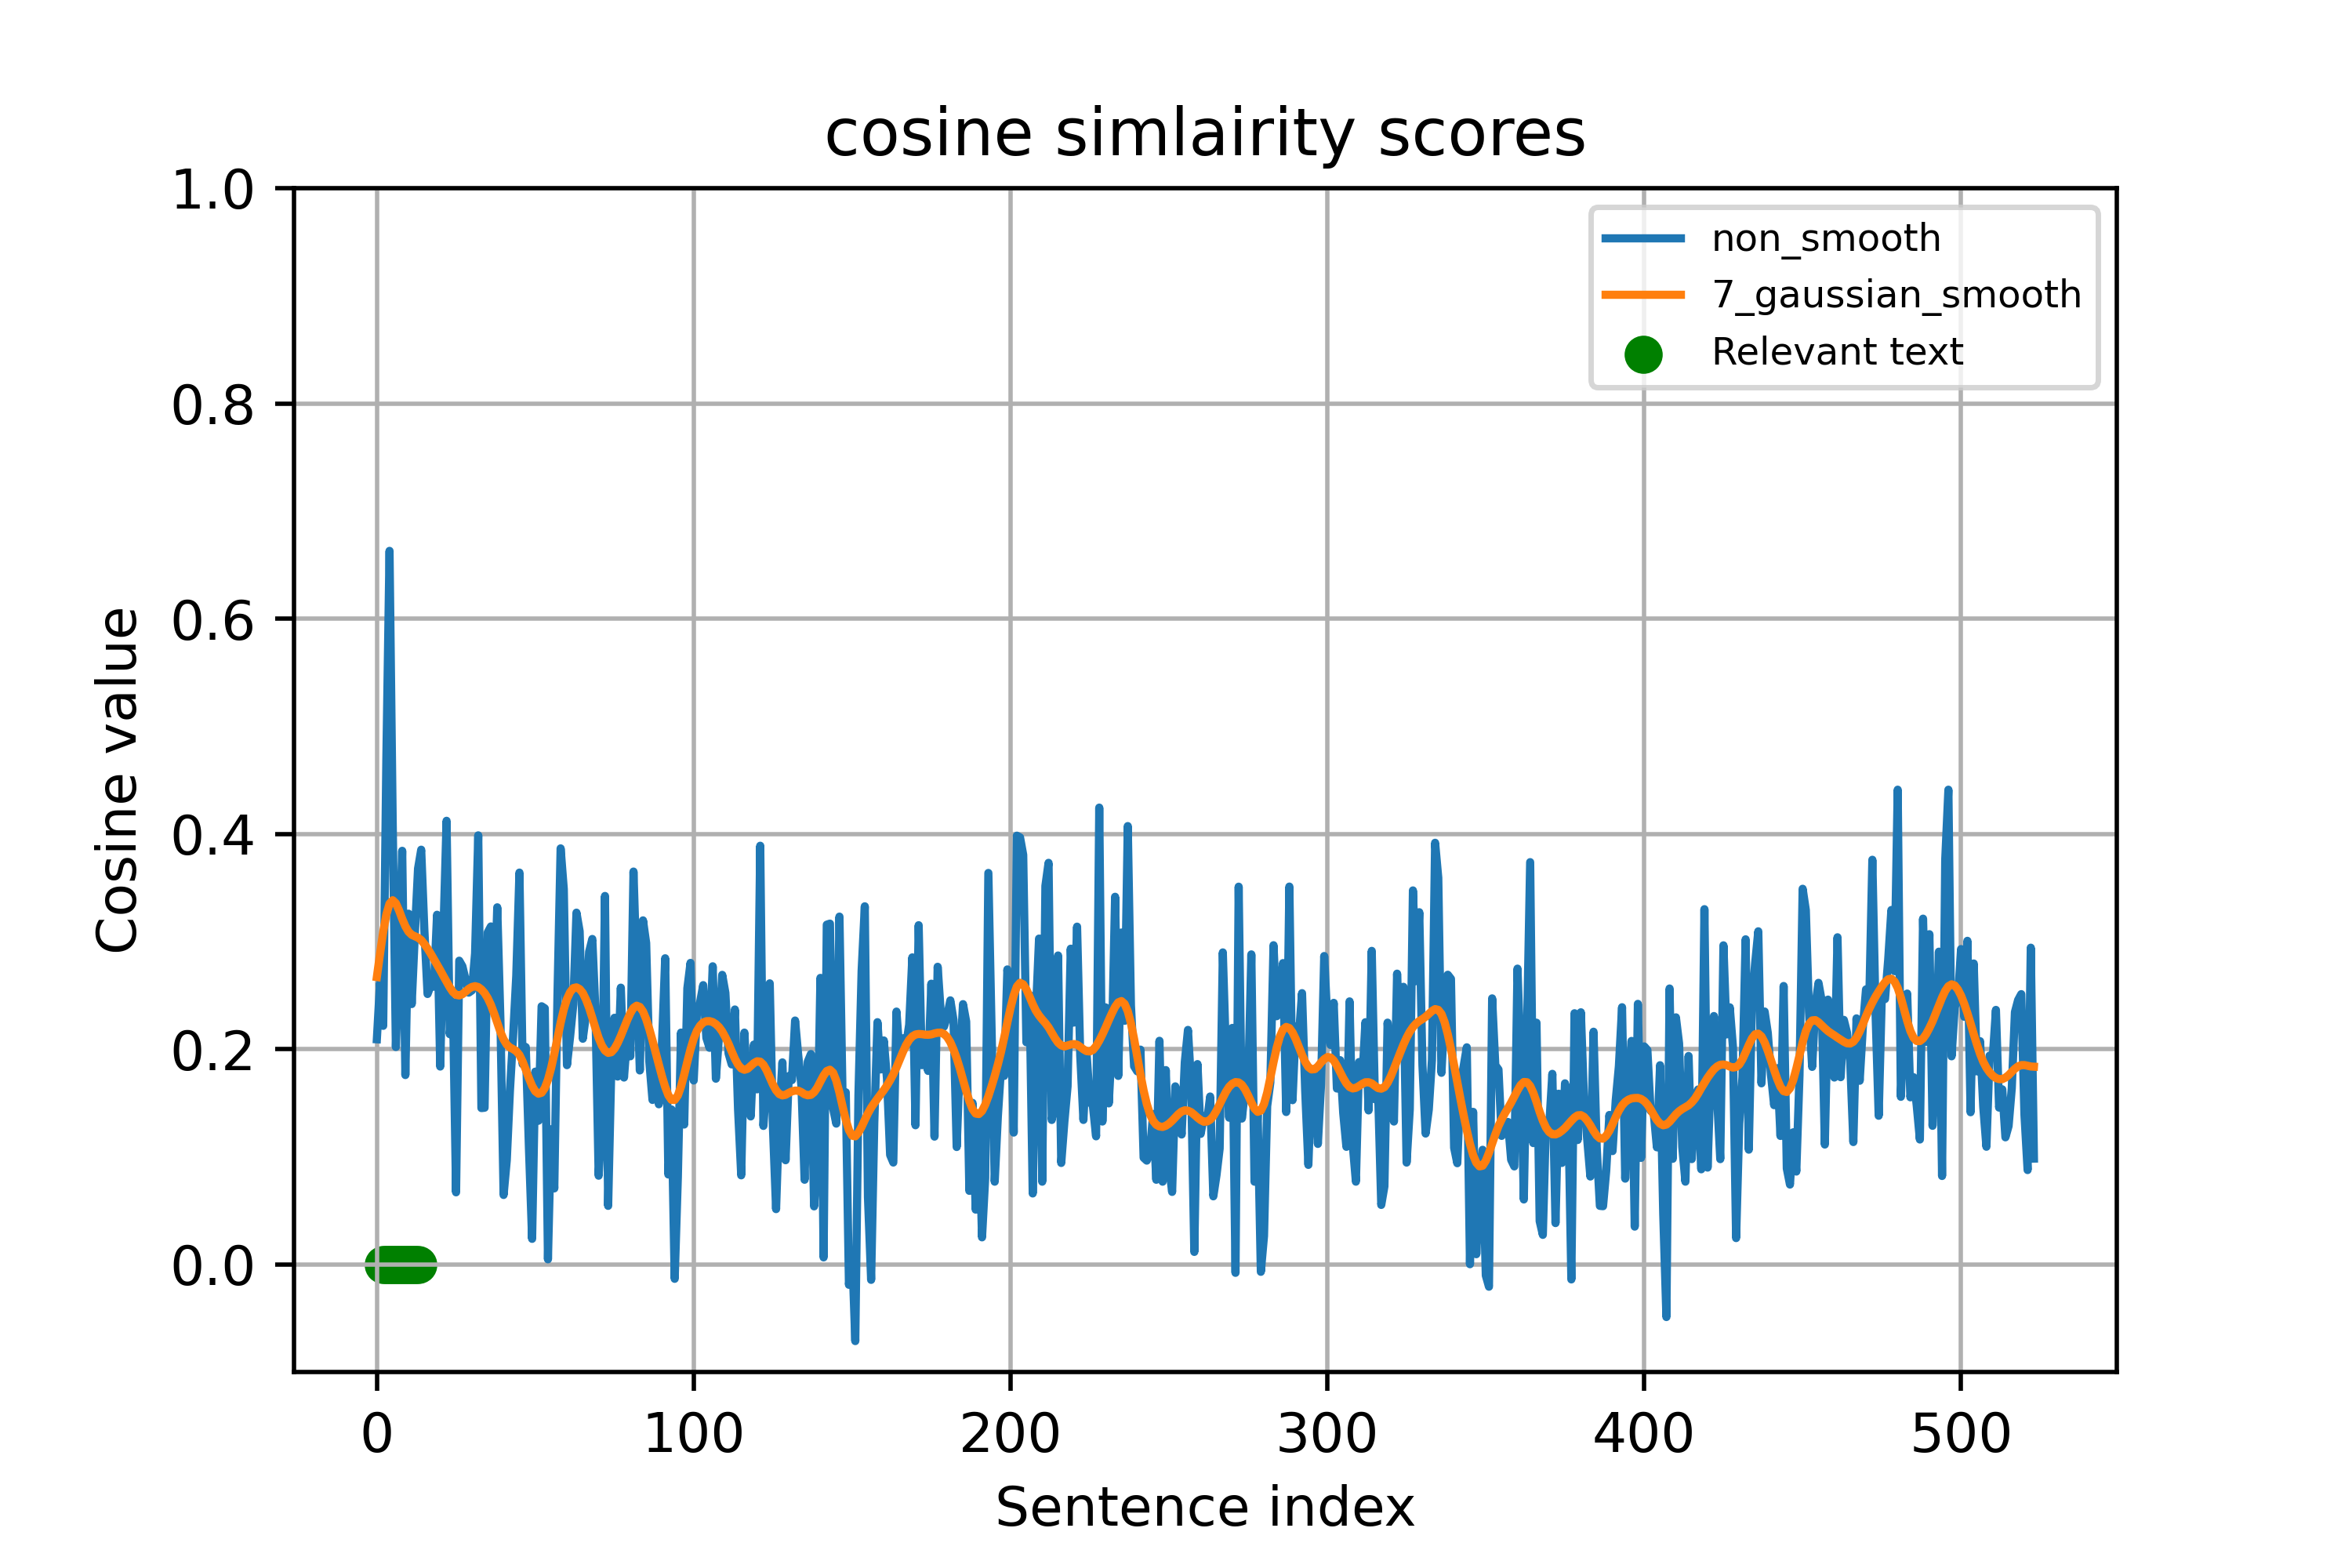 cosine simlairity scores
1.0
0.8
0.6
0.4
0.2
0.0
Cosine value
non_smooth
7_gaussian_smooth
Relevant text
0 100 200 300 400 500
Sentence index